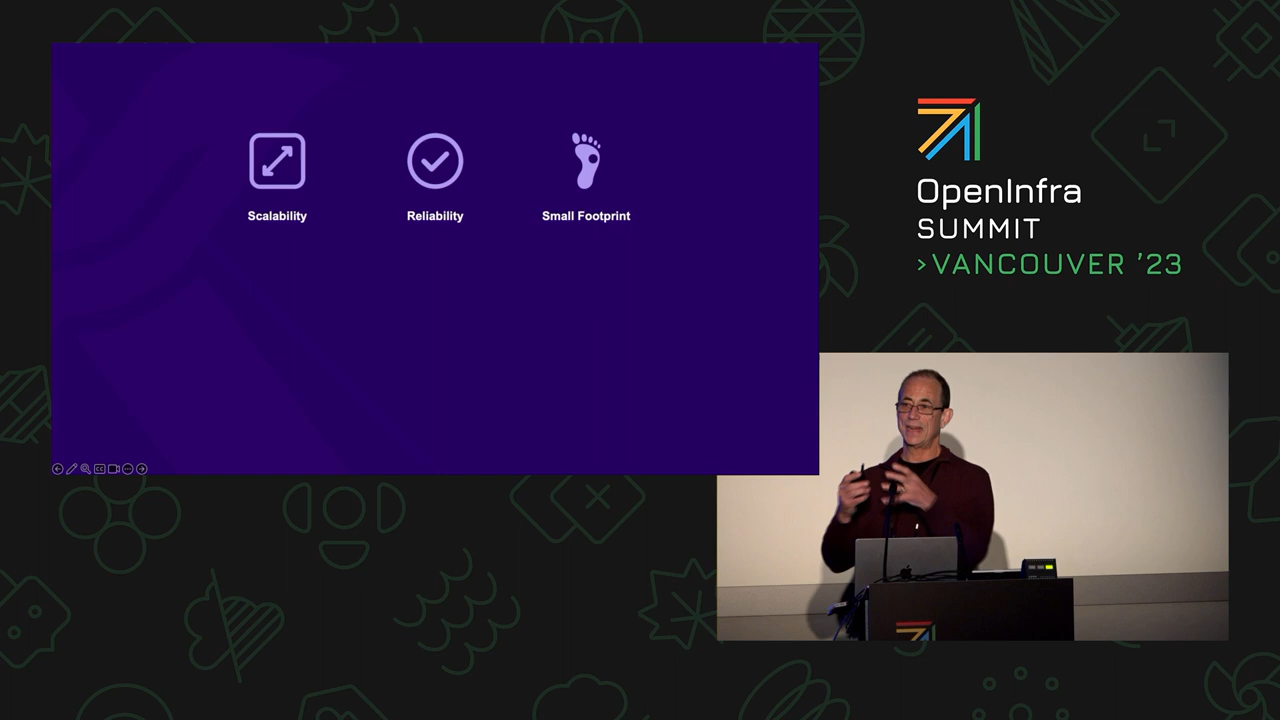 Scalability
Reliability
Small Footprint
OpenInfra
SUMMIT
>VANCOUVER ’23